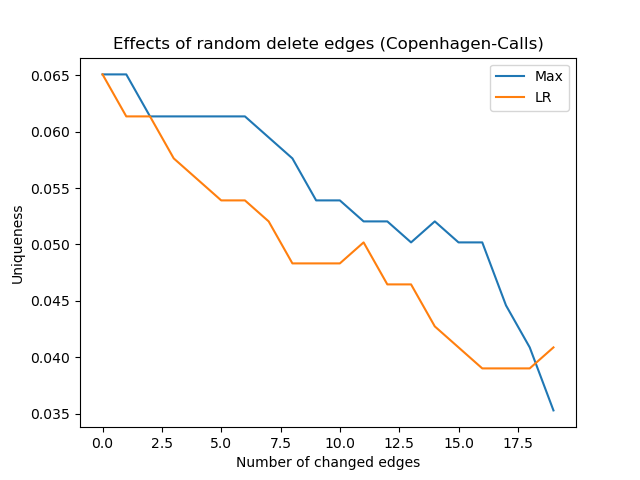 Effects of random delete edges (Copenhagen-Calls)
Max
LR
0.065
0.060
0.055
0.050
0.045
0.040
0.035
Uniqueness
0.0 2.5 5.0 7.5 10.0 12.5 15.0 17.5
Number of changed edges